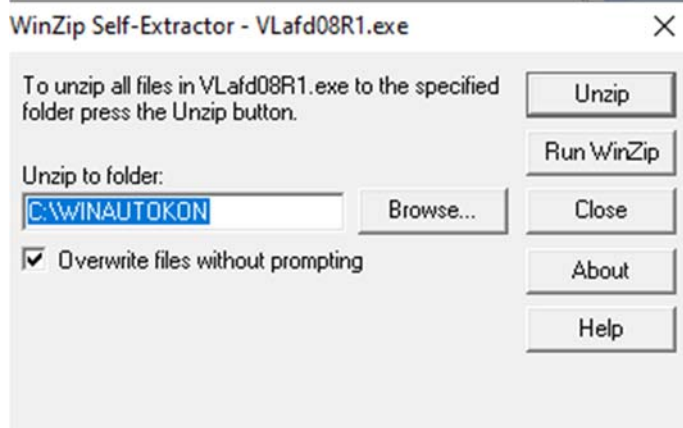 WinZip Self-Extractor - VLafd08R1.exe
To unzip all files in VLafd08R1.exe to the specified
folder press the Unzip button.
Unzip to folder:
C:\WINAUTOKON
Browse...
Overwrite files without prompting
Unzip
Run WinZip
Close
About
Help